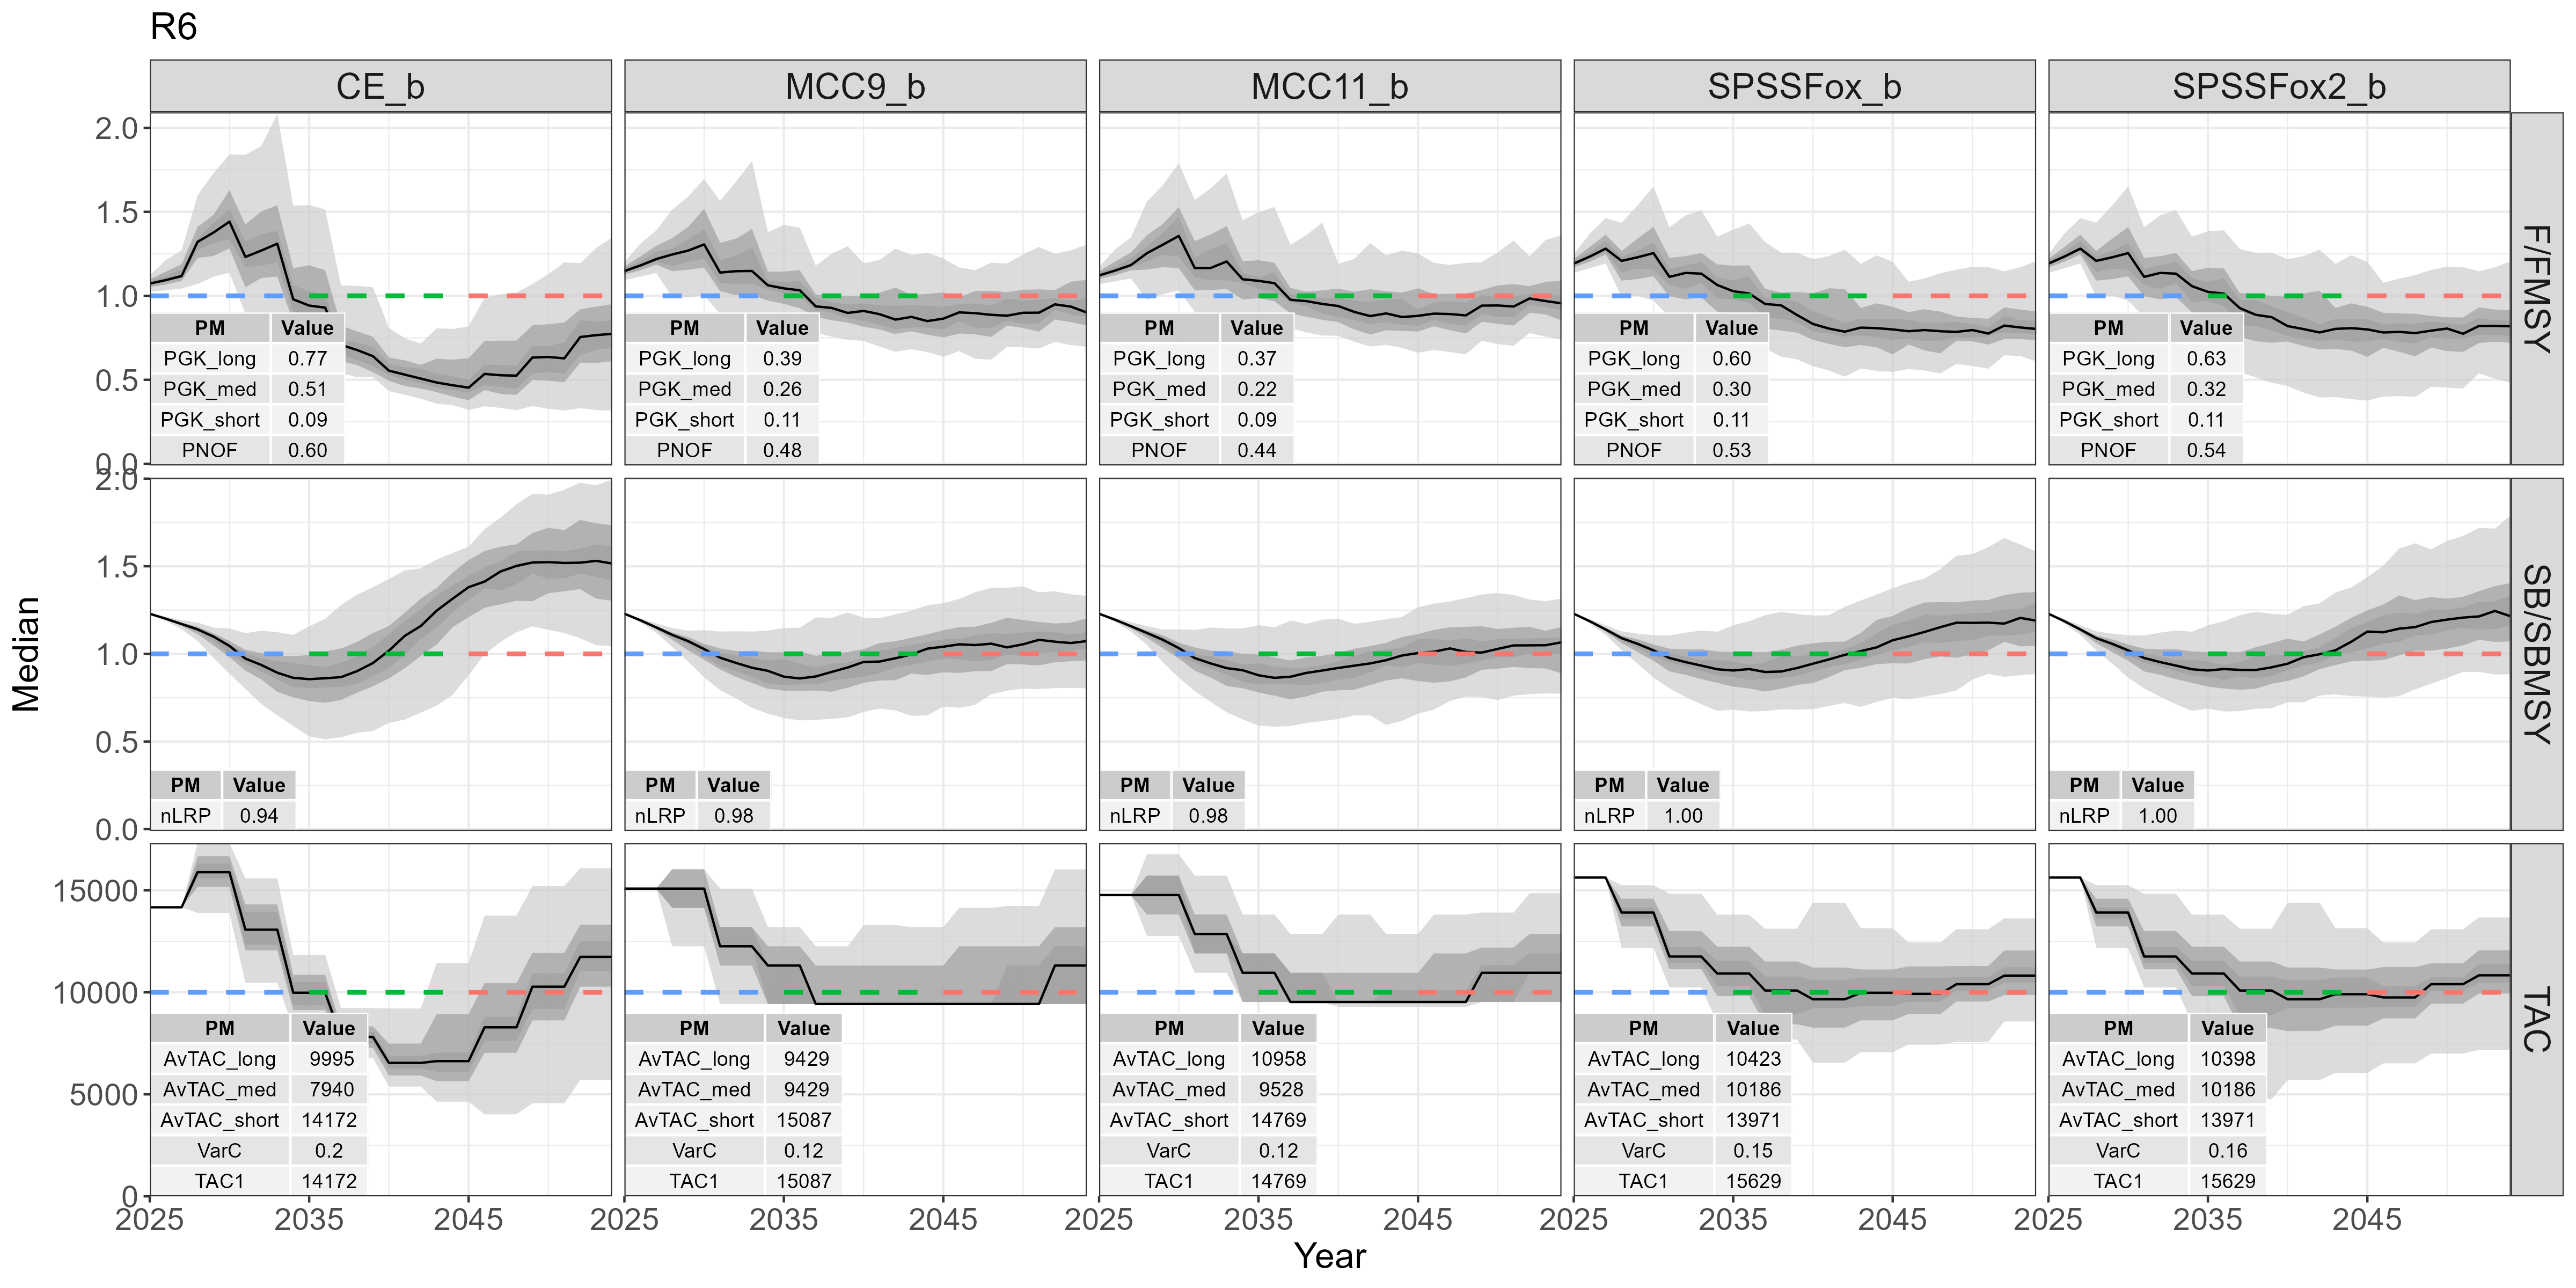 R6
CE_b MCC9_b MCC11_b SPSSFox_b SPSSFox2_b
2.0
1.5
1.0
0.5
0.0
F/FMSY
PM Value
PGK_long 0.77
PGK_med 0.51
PGK_short 0.09
PNOF 0.60
PM Value
PGK_long 0.39
PGK_med 0.26
PGK_short 0.11
PNOF 0.48
PM Value
PGK_long 0.37
PGK_med 0.22
PGK_short 0.09
PNOF 0.44
PM Value
PGK_long 0.60
PGK_med 0.30
PGK_short 0.11
PNOF 0.53
PM Value
PGK_long 0.63
PGK_med 0.32
PGK_short 0.11
PNOF 0.54
Median
2.0
1.5
1.0
0.5
0.0
SB/SBMSY
PM Value
nLRP 0.94
PM Value
nLRP 0.98
PM Value
nLRP 0.98
PM Value
nLRP 1.00
PM Value
nLRP 1.00
15000
10000
5000
0
TAC
PM Value
AvTAC_long 9995
AvTAC_med 7940
AvTAC_short 14172
VarC 0.2
TAC1 14172
PM Value
AvTAC_long 9429
AvTAC_med 9429
AvTAC_short 15087
VarC 0.12
TAC1 15087
PM Value
AvTAC_long 10958
AvTAC_med 9528
AvTAC_short 14769
VarC 0.12
TAC1 14769
PM Value
AvTAC_long 10423
AvTAC_med 10186
AvTAC_short 13971
VarC 0.15
TAC1 15629
PM Value
AvTAC_long 10398
AvTAC_med 10186
AvTAC_short 13971
VarC 0.16
TAC1 15629
2025 2035 2045 2025 2035 2045 2025 2035 2045 2025 2035 2045 2025 2035 2045
Year